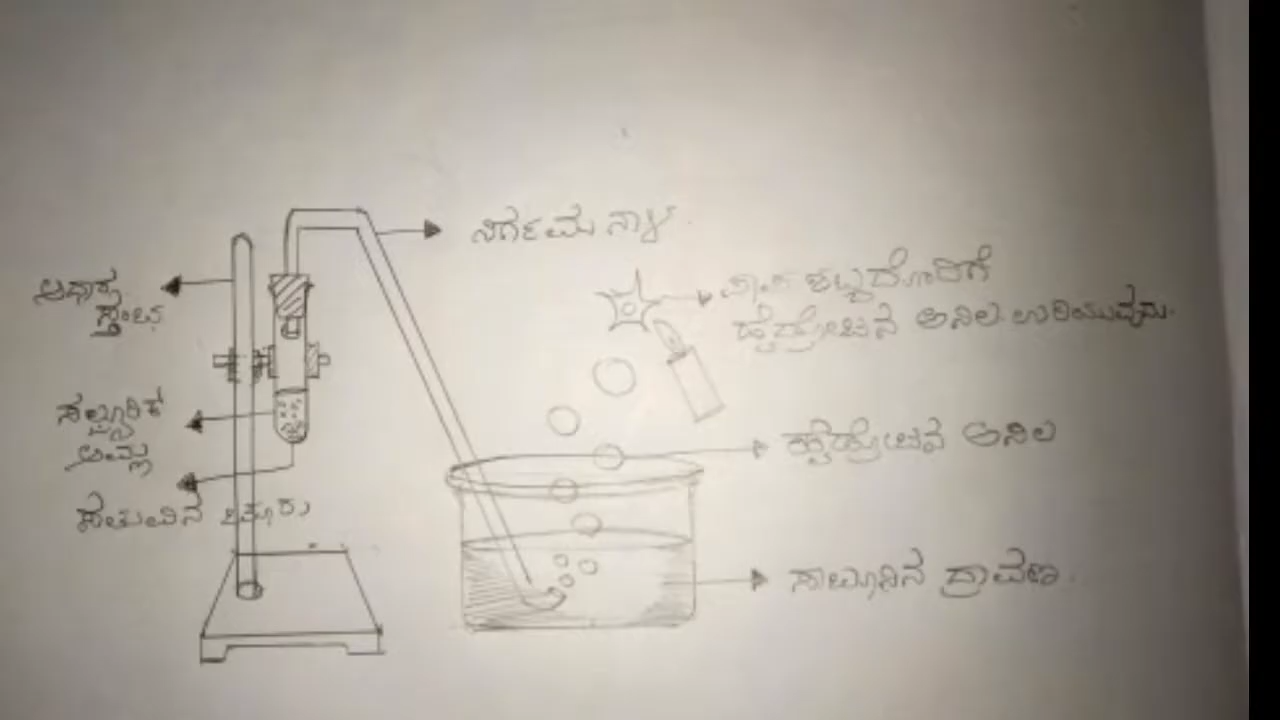 ನಿರ್ಗಮ ನಾಳ
ಆಧಾರ
ಸ್ತಂಭ
ಶಬ್ದದೊಂದಿಗೆ
ಹೈಡ್ರೋಜನ ಅನಿಲ ಉರಿಯುವುದು.
ಸಲ್ಫೂರಿಕ್
ಆಮ್ಲ
ಹೈಡ್ರೋಜನ ಅನಿಲ
ಸತುವಿನ ಚೂರು
ಸಾಬೂನಿನ ದ್ರಾವಣ.